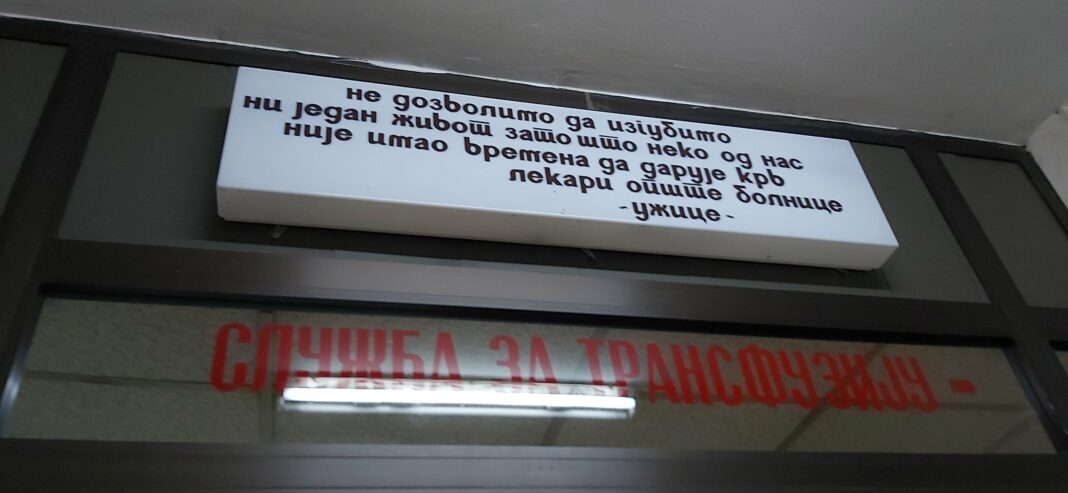 не дозволимо да изгубимо
ни један живот зато што неко од нас
није имао времена да дарује крв
лекари опште болнице
-ужице-
СЛУЖБА ЗА ТРАНСФУЗИЈУ -